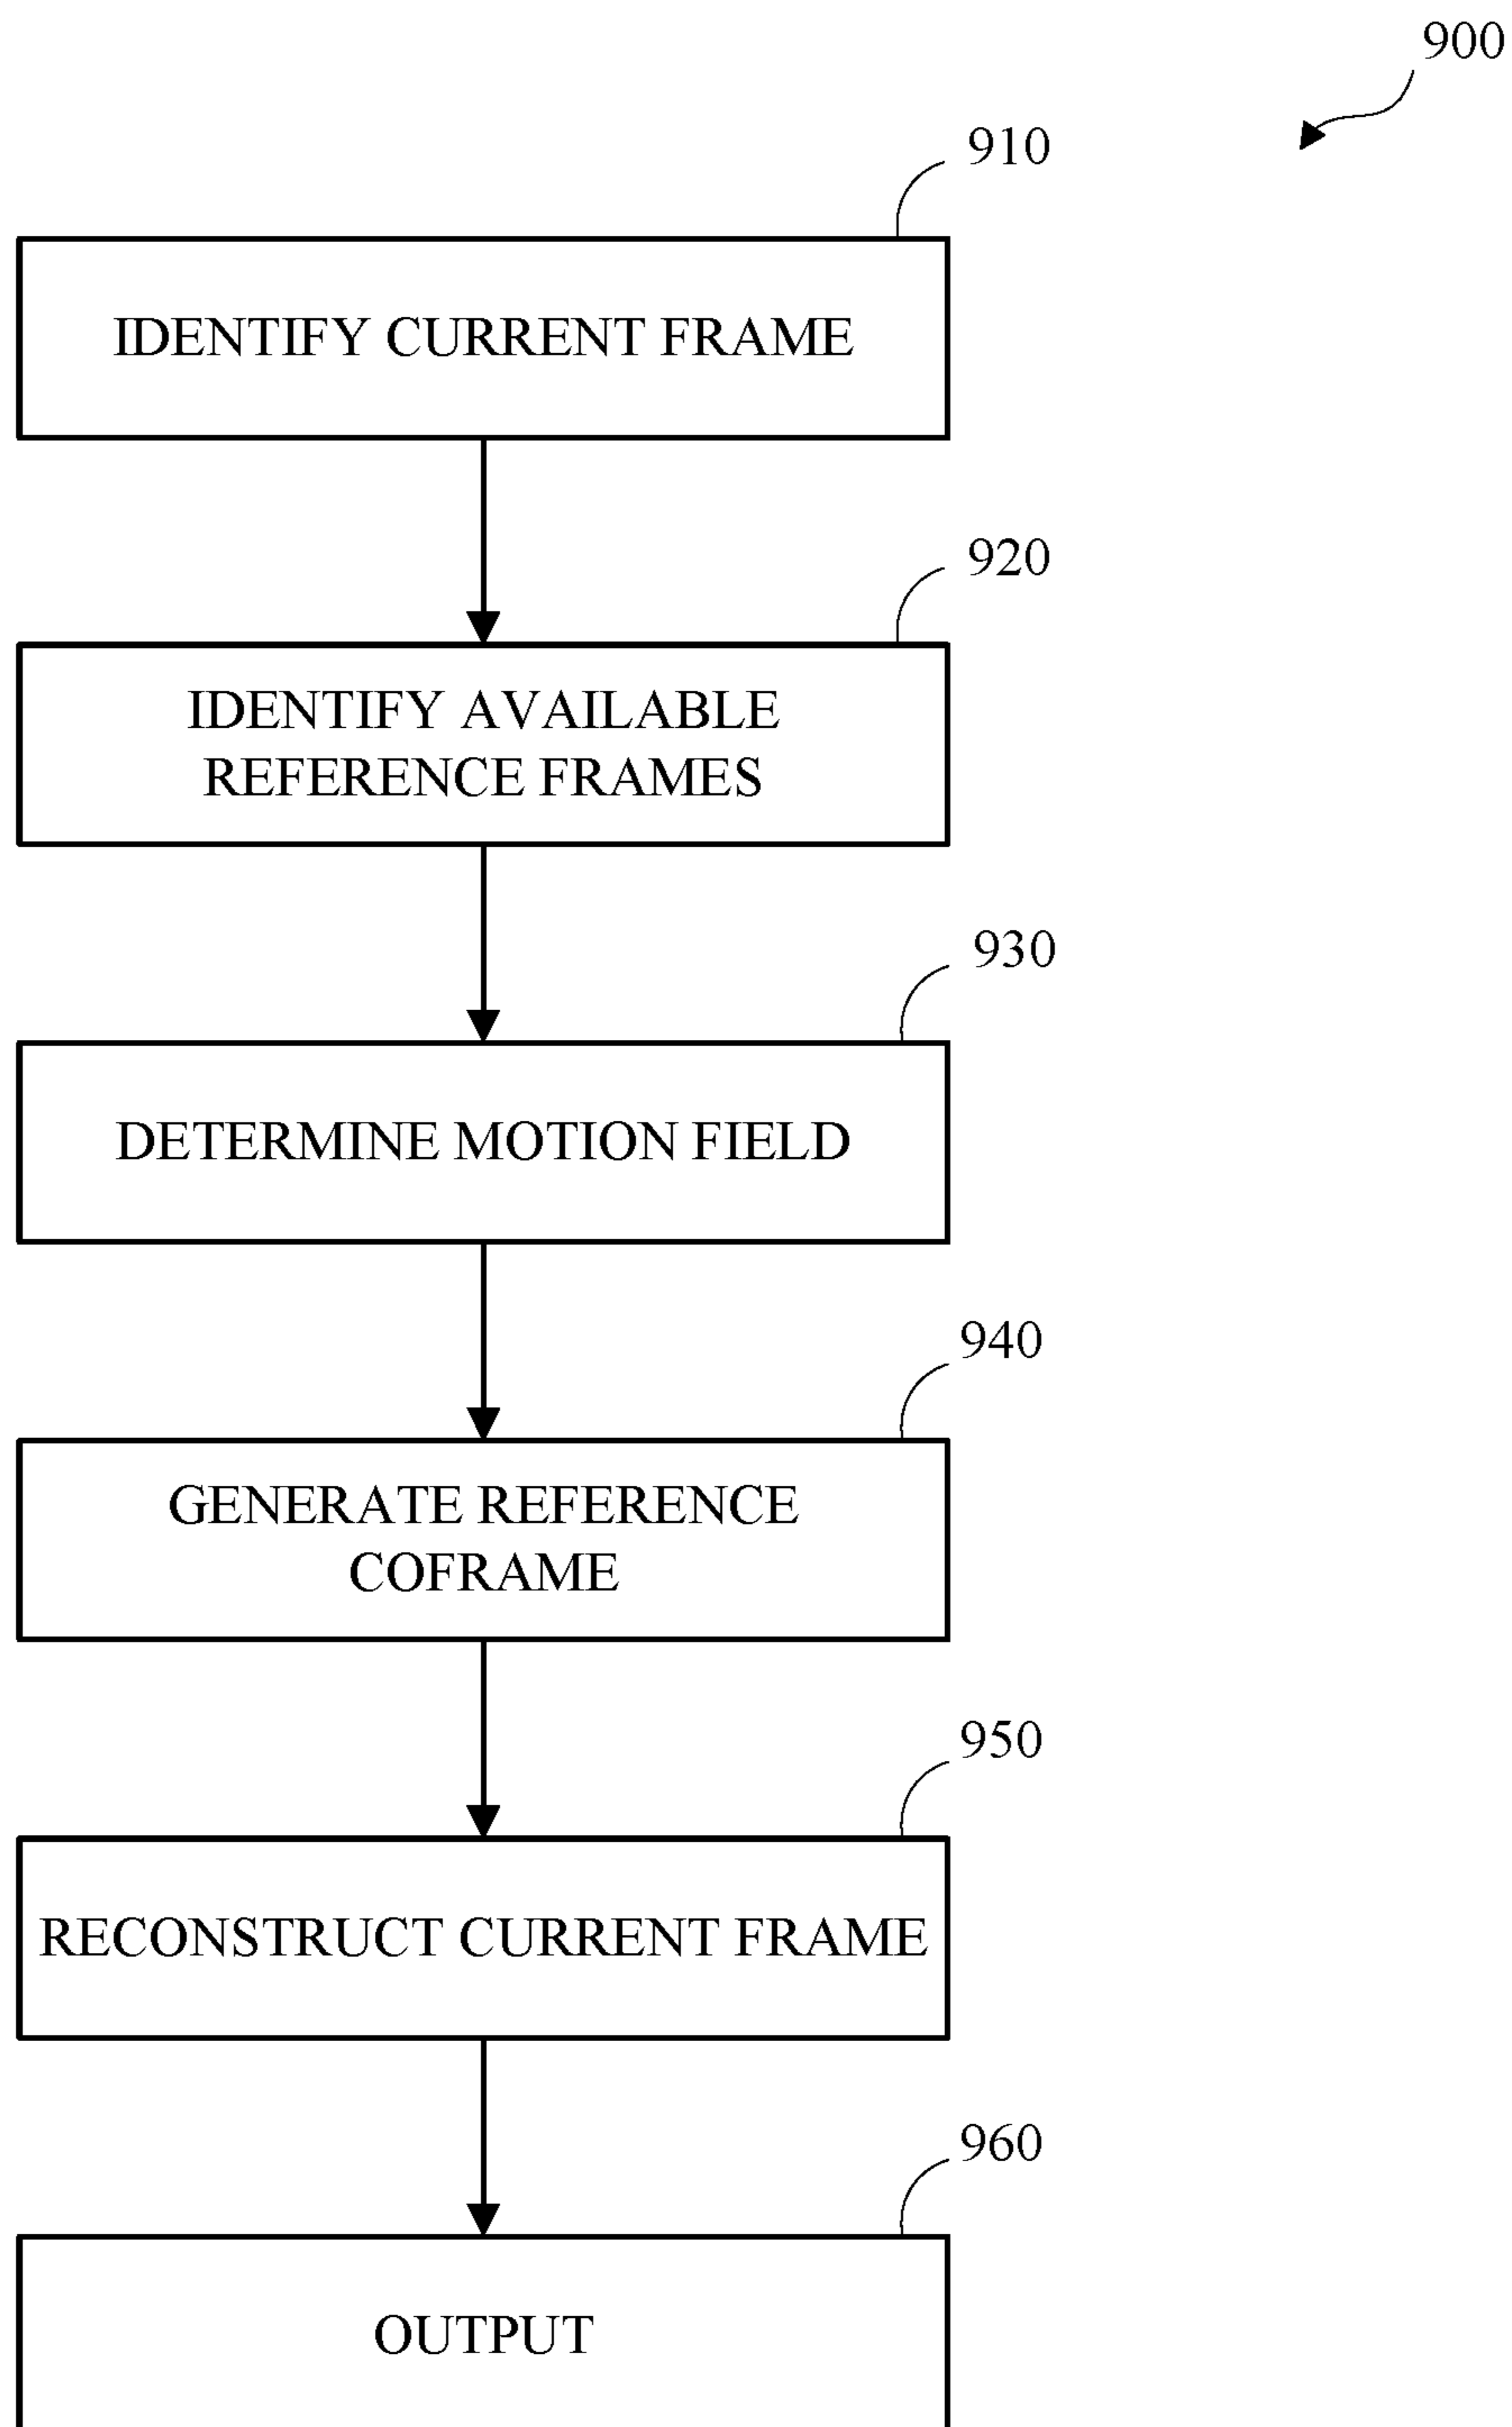 900
910
IDENTIFY CURRENT FRAME
920
IDENTIFY AVAILABLE
REFERENCE FRAMES
930
DETERMINE MOTION FIELD
940
GENERATE REFERENCE
COFRAME
950
RECONSTRUCT CURRENT FRAME
960
OUTPUT